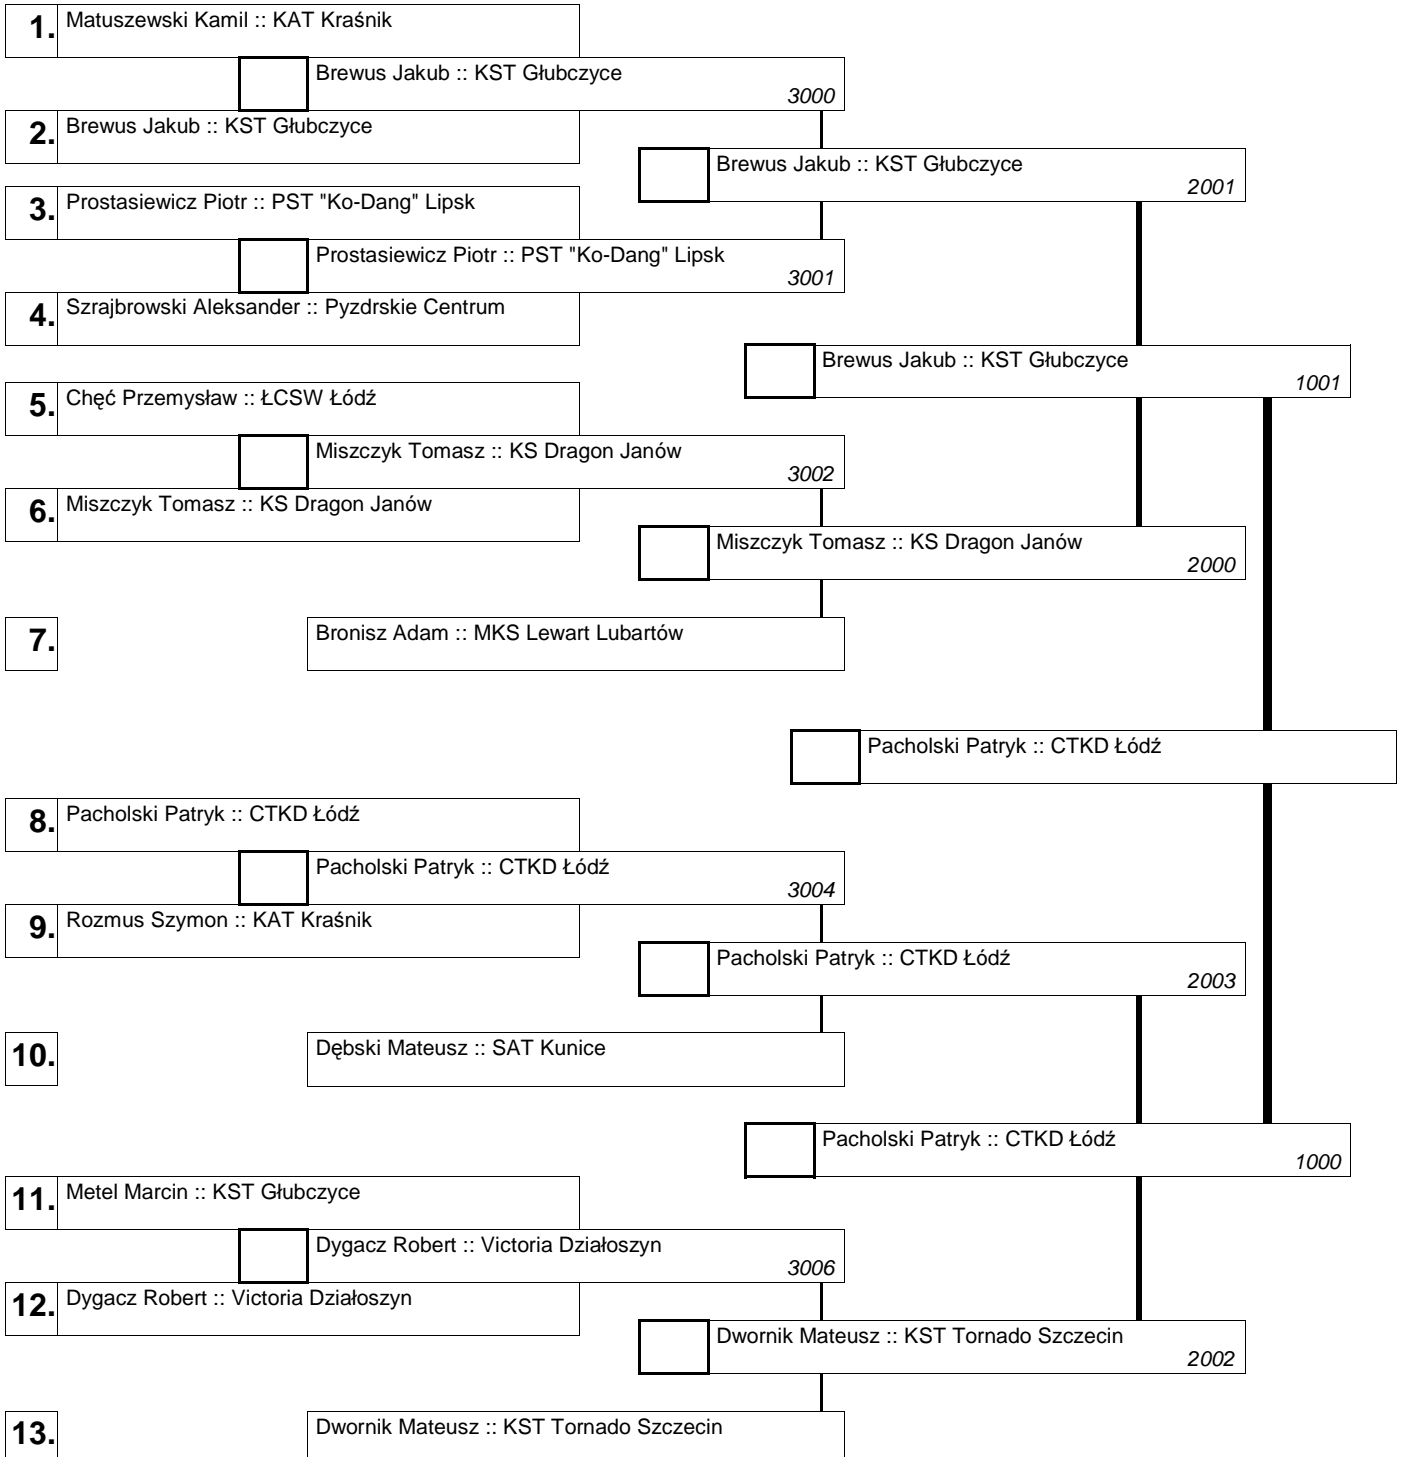 1. Matuszewski Kamil :: KAT Kraśnik
Brewus Jakub :: KST Głubczyce
3000
2. Brewus Jakub :: KST Głubczyce
Brewus Jakub :: KST Głubczyce
2001
3. Prostasiewicz Piotr :: PST "Ko-Dang" Lipsk
Prostasiewicz Piotr :: PST "Ko-Dang" Lipsk
3001
4. Szrajbrowski Aleksander :: Pyzdrskie Centrum
Brewus Jakub :: KST Głubczyce
1001
5. Chęć Przemysław :: ŁCSW Łódź
Miszczyk Tomasz :: KS Dragon Janów
3002
6. Miszczyk Tomasz :: KS Dragon Janów
Miszczyk Tomasz :: KS Dragon Janów
2000
7. Bronisz Adam :: MKS Lewart Lubartów
Pacholski Patryk :: CTKD Łódź
8. Pacholski Patryk :: CTKD Łódź
Pacholski Patryk :: CTKD Łódź
3004
9. Rozmus Szymon :: KAT Kraśnik
Pacholski Patryk :: CTKD Łódź
2003
10. Dębski Mateusz :: SAT Kunice
Pacholski Patryk :: CTKD Łódź
1000
11. Metel Marcin :: KST Głubczyce
Dygacz Robert :: Victoria Działoszyn
3006
12. Dygacz Robert :: Victoria Działoszyn
Dwornik Mateusz :: KST Tornado Szczecin
2002
13. Dwornik Mateusz :: KST Tornado Szczecin